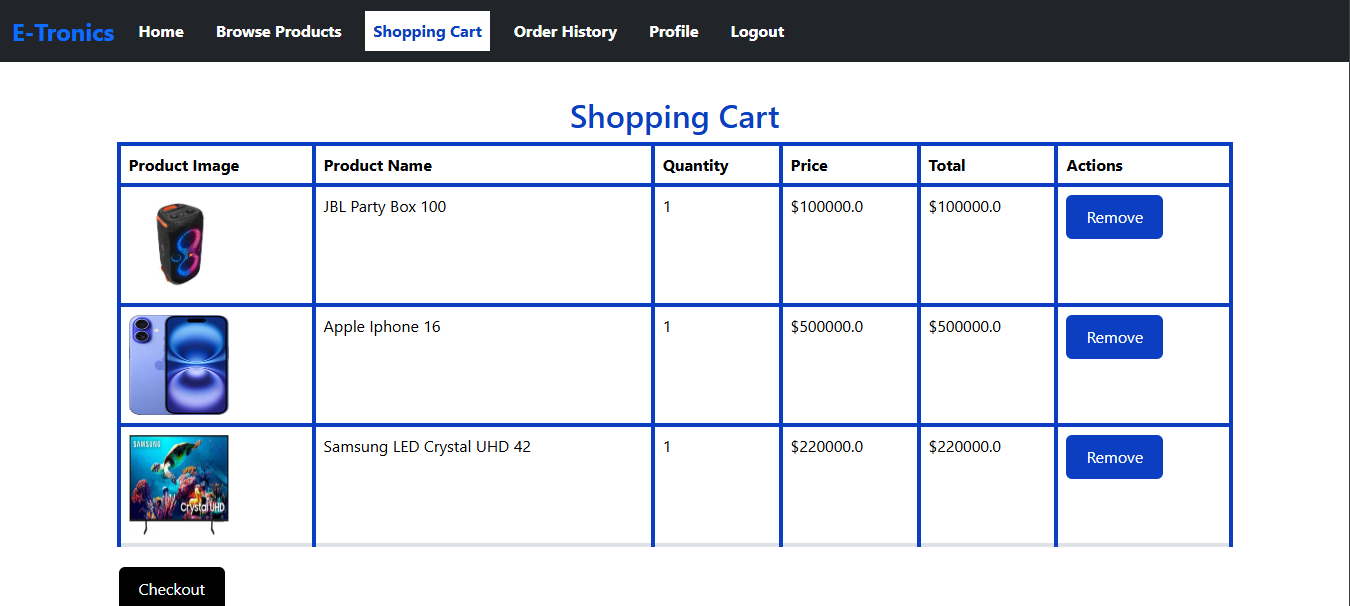 E-Tronics Home Browse Products Shopping Cart Order History Profile Logout
Shopping Cart
Product Image Product Name Quantity Price Total Actions
JBL Party Box 100 1 $100000.0 $100000.0 Remove
Apple Iphone 16 1 $500000.0 $500000.0 Remove
SAMSUNG
Samsung LED Crystal UHD 42 1 $220000.0 $220000.0 Remove
Crystal UHD
Checkout